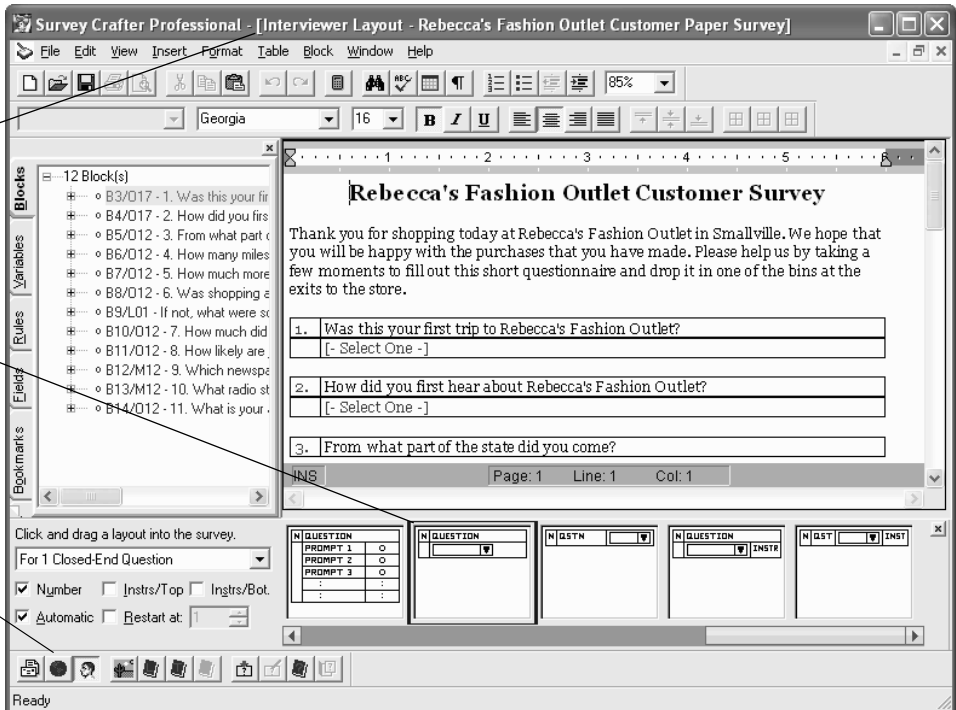 Survey Crafter Professional - [Interviewer Layout - Rebecca's Fashion Outlet Customer Paper Survey]
File Edit View Insert Format Table Block Window Help
85%
Georgia 16 B I U
Blocks
Variables
Rules
Fields
Bookmarks
12 Block(s)
B3/O17 - 1. Was this your fir
B4/O17 - 2. How did you firs
B5/O12 - 3. From what part o
B6/O12 - 4. How many miles
B7/O12 - 5. How much more
B8/O12 - 6. Was shopping a
B9/L01 - If not, what were so
B10/O12 - 7. How much did
B11/O12 - 8. How likely are
B12/M12 - 9. Which newspa
B13/M12 - 10. What radio st
B14/O12 - 11. What is your
1 2 3 4 5 6
Rebecca's Fashion Outlet Customer Survey
Thank you for shopping today at Rebecca's Fashion Outlet in Smallville. We hope that
you will be happy with the purchases that you have made. Please help us by taking a
few moments to fill out this short questionnaire and drop it in one of the bins at the
exits to the store.
1. Was this your first trip to Rebecca's Fashion Outlet?
[- Select One -]
2. How did you first hear about Rebecca's Fashion Outlet?
[- Select One -]
3. From what part of the state did you come?
INS Page: 1 Line: 1 Col: 1
Click and drag a layout into the survey.
For 1 Closed-End Question
Number Instrs/Top Instrs/Bot.
Automatic Restart at: 1
N QUESTION
PROMPT 1 O
PROMPT 2 O
PROMPT 3 O
N QUESTION
N QSTN
N QUESTION
INSTR
N QST INST
Ready